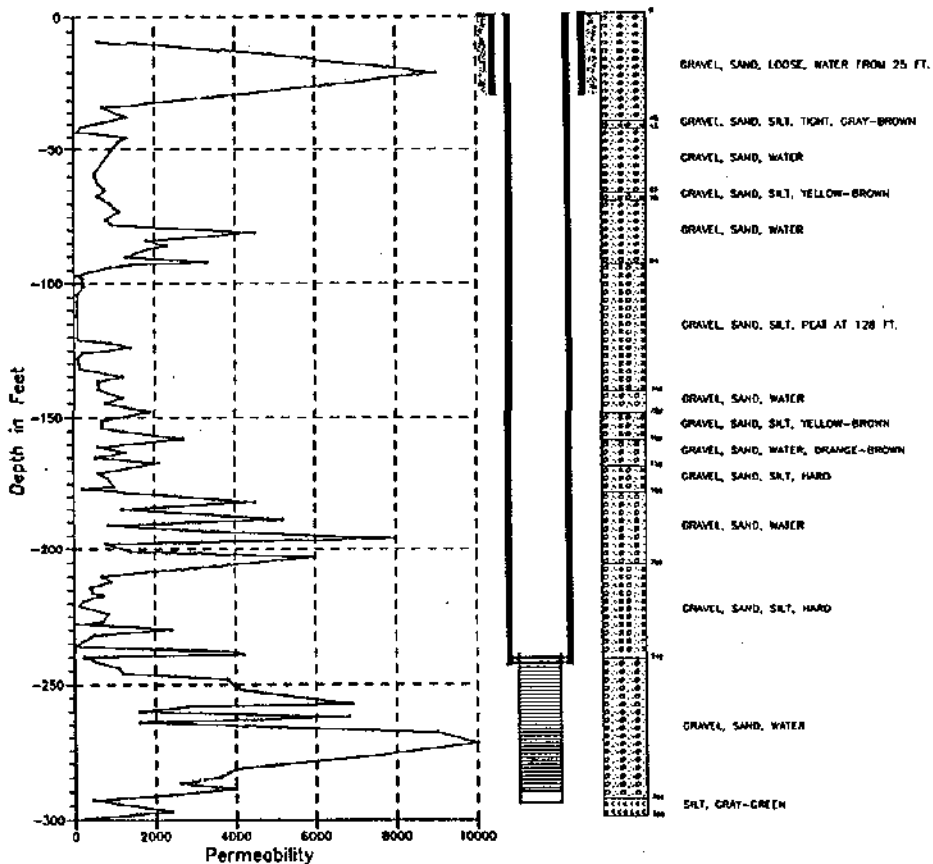 0
-50
-100
-150
-200
-250
-300
Depth in Feet
0 2000 4000 6000 8000 10000
Permeability
GRAVEL, SAND, LOOSE, WATER FROM 25 FT.
GRAVEL, SAND, SILT, TIGHT, GRAY-BROWN
GRAVEL, SAND, WATER
GRAVEL, SAND, SILT, YELLOW-BROWN
GRAVEL, SAND, WATER
GRAVEL, SAND, SILT, PEAT AT 128 FT.
GRAVEL, SAND, WATER
GRAVEL, SAND, SILT, YELLOW-BROWN
GRAVEL, SAND, WATER, ORANGE-BROWN
GRAVEL, SAND, SILT, HARD
GRAVEL, SAND, WATER
GRAVEL, SAND, SILT, HARD
GRAVEL, SAND, WATER
SILT, GRAY-GREEN